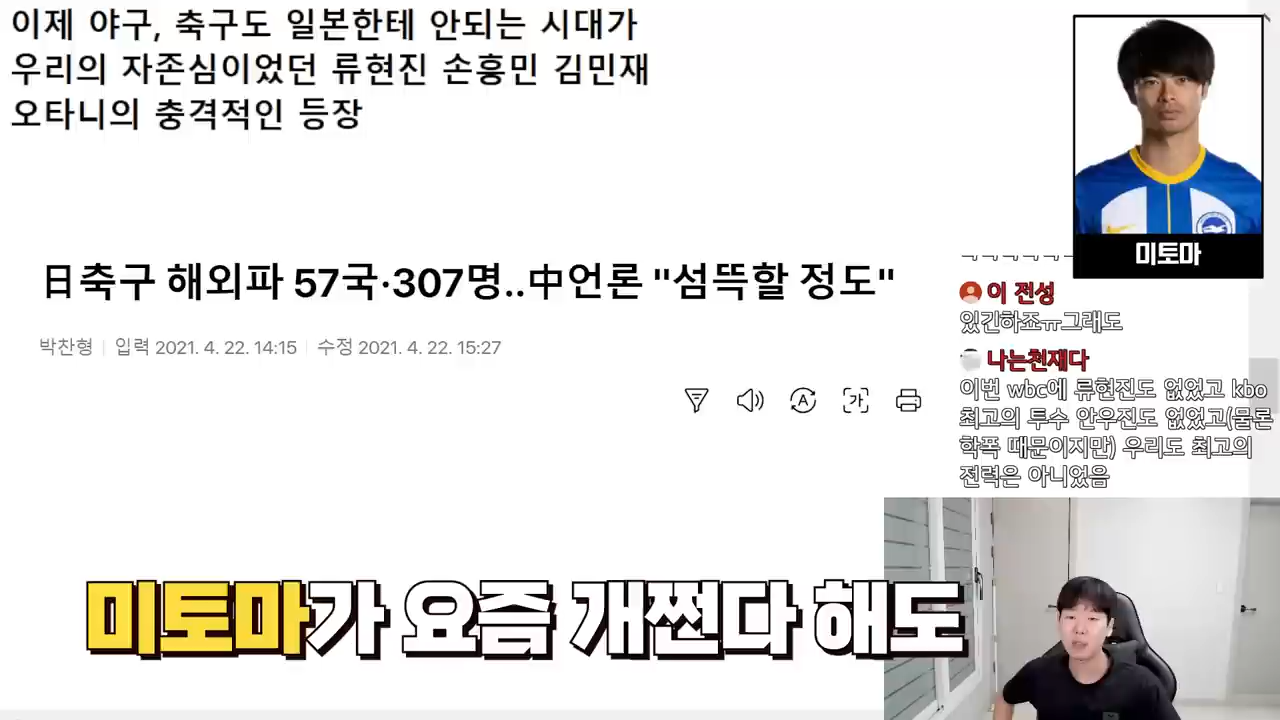 이제 야구, 축구도 일본한테 안되는 시대가
우리의 자존심이었던 류현진 손흥민 김민재
오타니의 충격적인 등장
미토마
日축구 해외파 57국·307명..中언론 "섬뜩할 정도"
박찬형 | 입력 2021. 4. 22. 14:15 | 수정 2021. 4. 22. 15:27
가
이 전성
있긴하죠ㅠ그래도
나는천재다
이번 wbc에 류현진도 없었고 kbo
최고의 투수 안우진도 없었고(물론
학폭 때문이지만) 우리도 최고의
전력은 아니었음
미토마가 요즘 개쩐다 해도